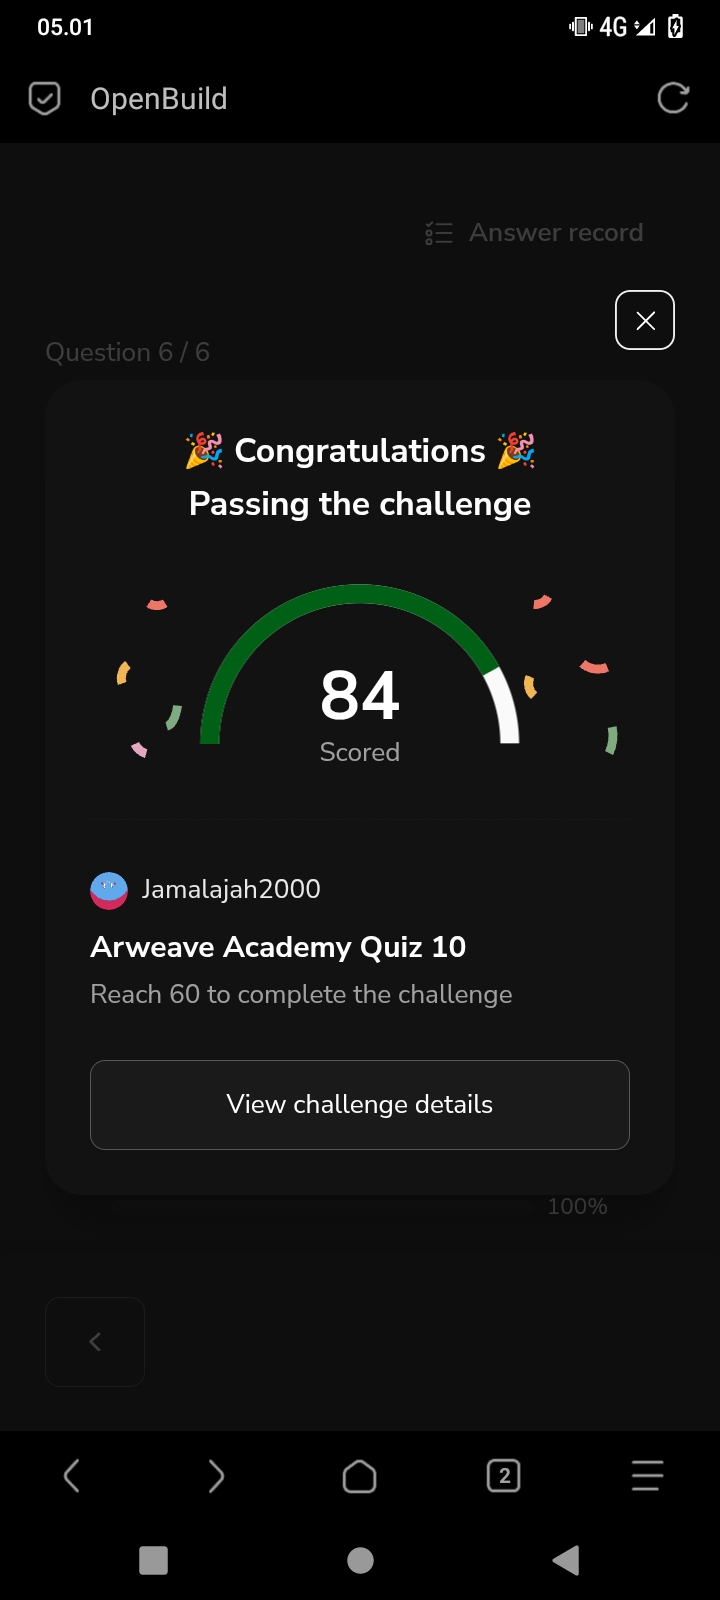 05.01
4G
OpenBuild
Answer record
Question 6 / 6
🎉 Congratulations 🎉
Passing the challenge
84
Scored
Jamalajah2000
Arweave Academy Quiz 10
Reach 60 to complete the challenge
View challenge details
100%
2